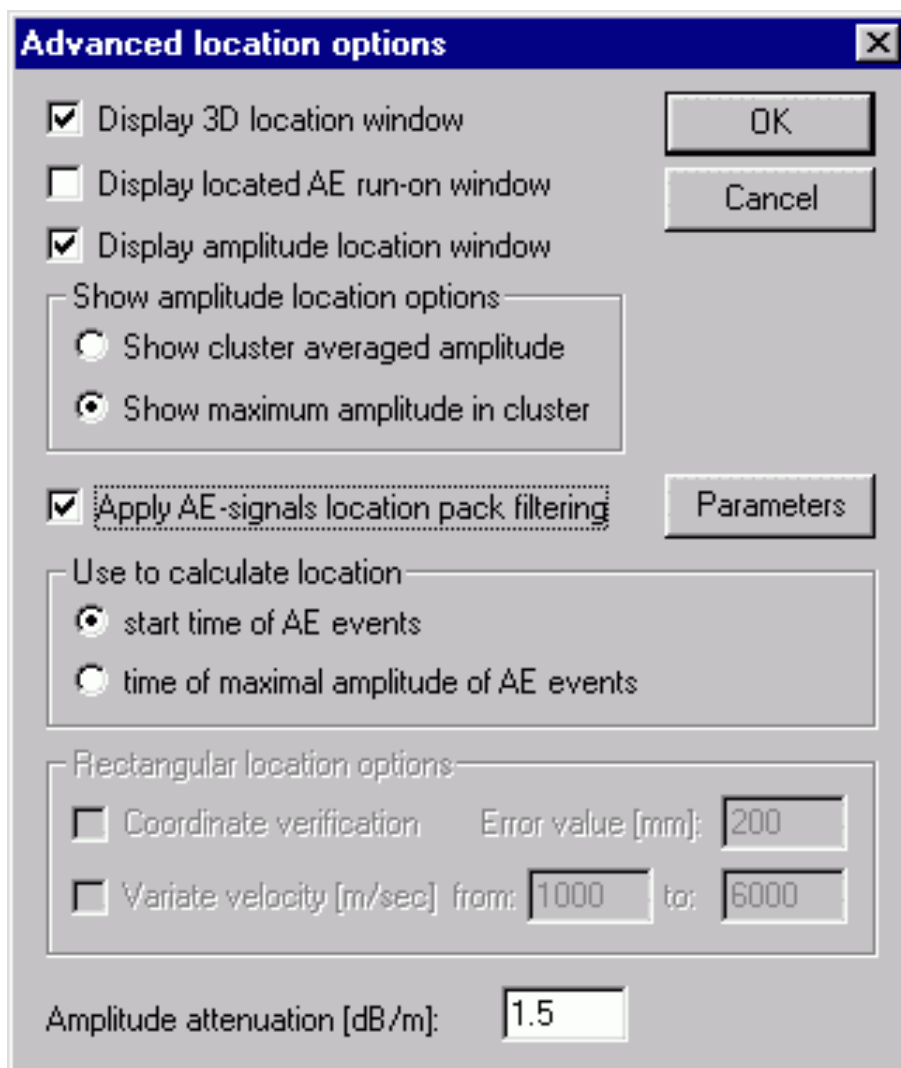 Advanced location options
Display 3D location window
OK
Display located AE run-on window
Cancel
Display amplitude location window
Show amplitude location options
Show cluster averaged amplitude
Show maximum amplitude in cluster
Apply AE-signals location pack filtering
Parameters
Use to calculate location
start time of AE events
time of maximal amplitude of AE events
Rectangular location options
Coordinate verification Error value [mm]: 200
Variate velocity [m/sec] from: 1000 to: 6000
Amplitude attenuation [dB/m]: 1.5